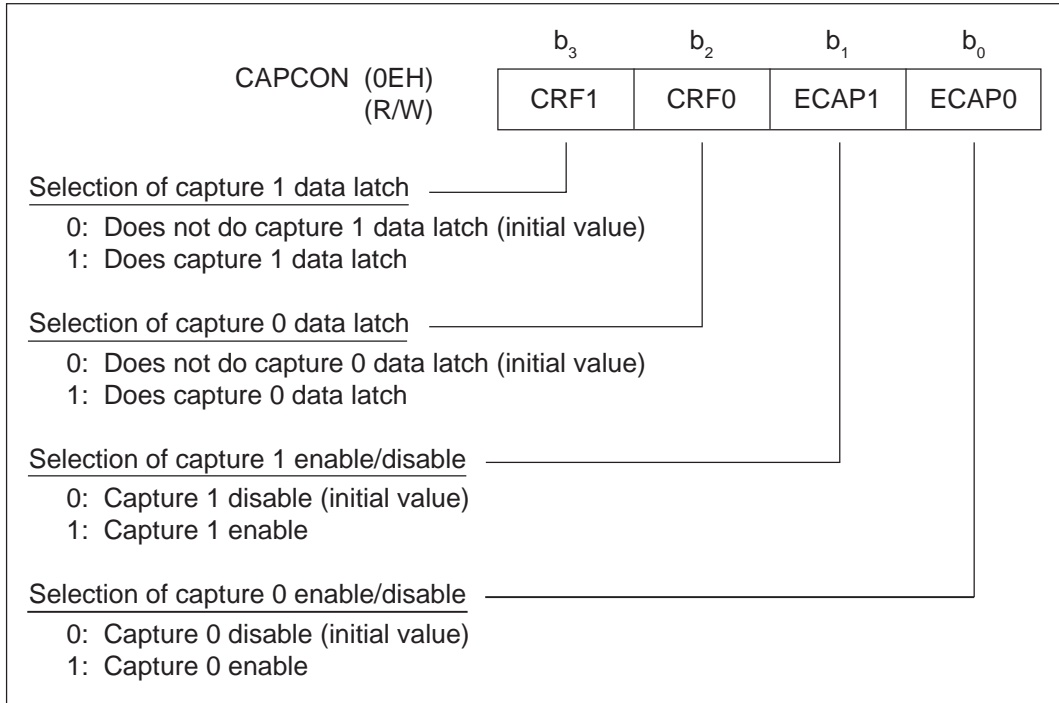 b3 b2 b1 b0
CAPCON (0EH)
(R/W)
CRF1 CRF0 ECAP1 ECAP0
Selection of capture 1 data latch
0: Does not do capture 1 data latch (initial value)
1: Does capture 1 data latch
Selection of capture 0 data latch
0: Does not do capture 0 data latch (initial value)
1: Does capture 0 data latch
Selection of capture 1 enable/disable
0: Capture 1 disable (initial value)
1: Capture 1 enable
Selection of capture 0 enable/disable
0: Capture 0 disable (initial value)
1: Capture 0 enable